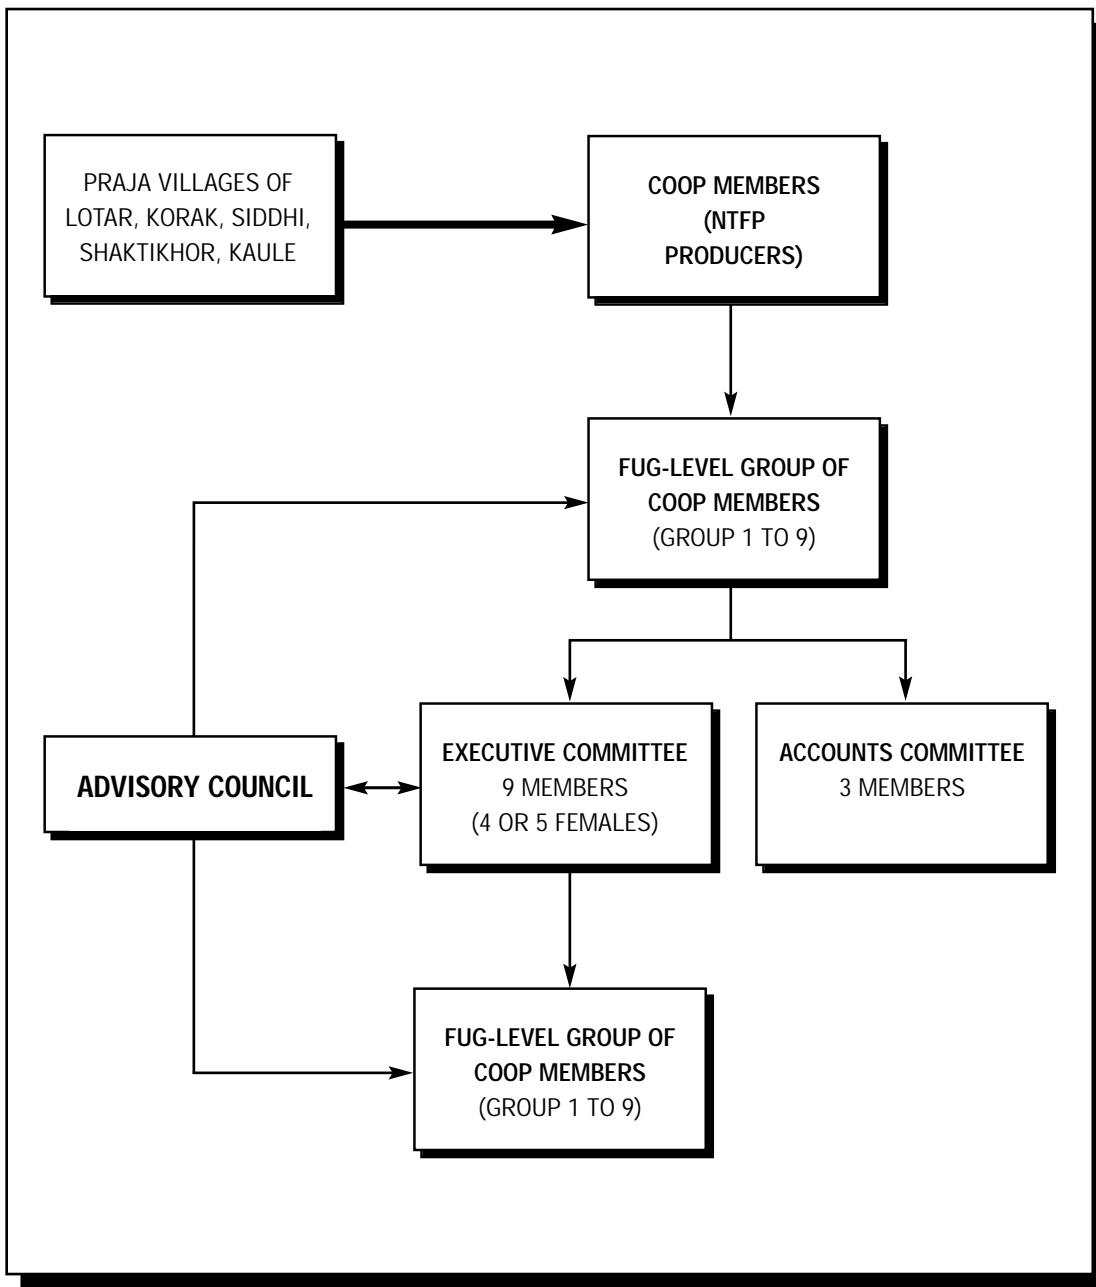 PRAJA VILLAGES OF
LOTAR, KORAK, SIDDHI,
SHAKTIKHOR, KAULE
COOP MEMBERS
(NTFP
PRODUCERS)
FUG-LEVEL GROUP OF
COOP MEMBERS
(GROUP 1 TO 9)
ADVISORY COUNCIL
EXECUTIVE COMMITTEE
9 MEMBERS
(4 OR 5 FEMALES)
ACCOUNTS COMMITTEE
3 MEMBERS
FUG-LEVEL GROUP OF
COOP MEMBERS
(GROUP 1 TO 9)